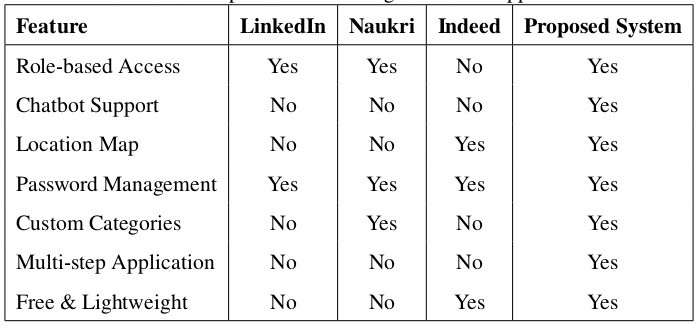 Feature LinkedIn Naukri Indeed Proposed System
Role-based Access Yes Yes No Yes
Chatbot Support No No No Yes
Location Map No No Yes Yes
Password Management Yes Yes Yes Yes
Custom Categories No Yes No Yes
Multi-step Application No No No Yes
Free & Lightweight No No Yes Yes